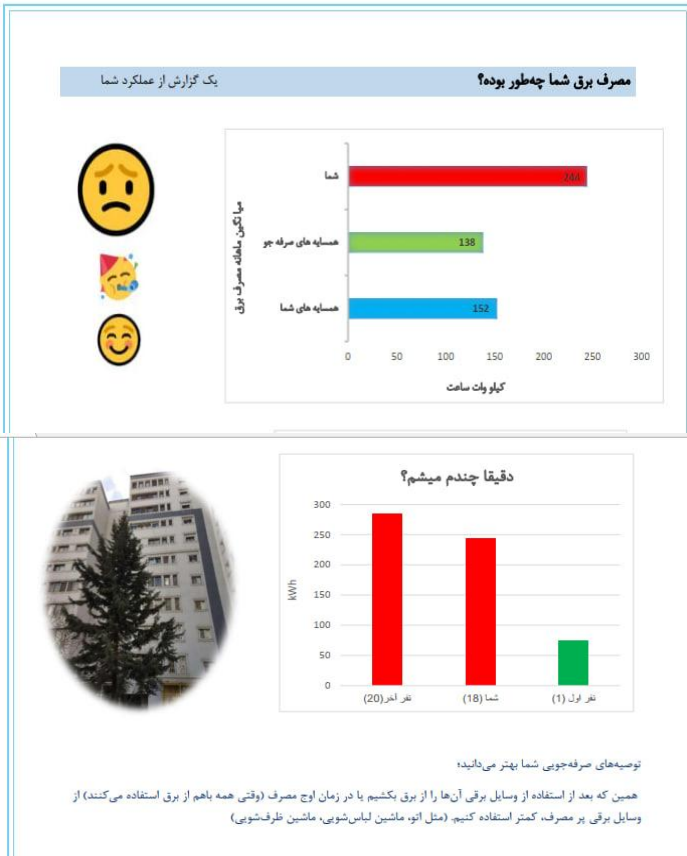 مصرف برق شما چه‌طور بوده؟ یک گزارش از عملکرد شما
شما
244
همسایه های صرفه جو
138
همسایه های شما
152
میا نگین ماهانه مصرف برق
0 50 100 150 200 250 300
کیلو وات ساعت
دقیقا چندم میشم؟
300
250
200
150
100
50
0
kWh
نفر آخر(20) شما (18) نفر اول (1)
توصیه‌های صرفه‌جویی شما بهتر می‌دانید؛
همین که بعد از استفاده از وسایل برقی آن‌ها را از برق بکشیم یا در زمان اوج مصرف (وقتی همه باهم از برق استفاده می‌کنند) از
وسایل برقی پر مصرف، کمتر استفاده کنیم. (مثل اتو، ماشین لباس‌شویی، ماشین ظرف‌شویی)